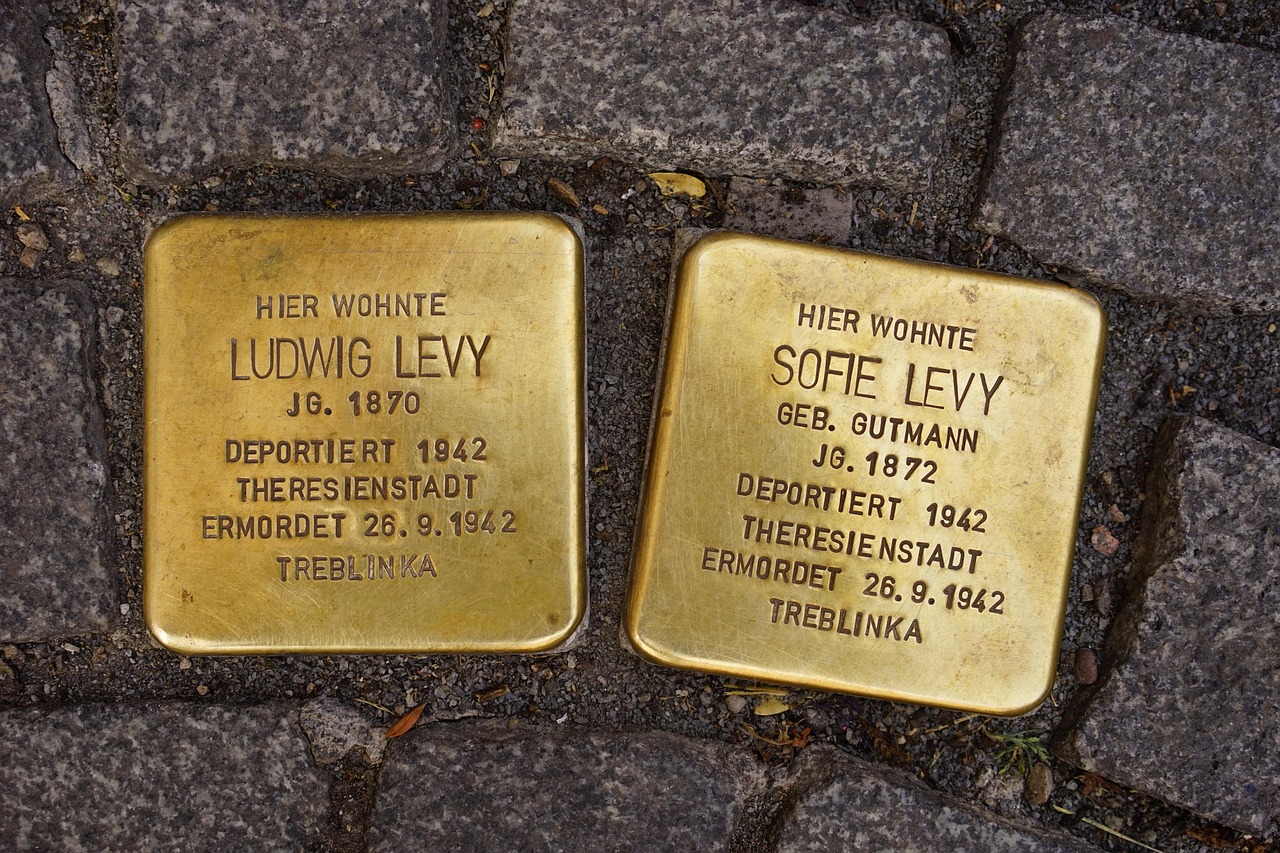 HIER WOHNTE
LUDWIG LEVY
JG. 1870
DEPORTIERT 1942
THERESIENSTADT
ERMORDET 26.9.1942
TREBLINKA
HIER WOHNTE
SOFIE LEVY
GEB. GUTMANN
JG. 1872
DEPORTIERT 1942
THERESIENSTADT
ERMORDET 26.9.1942
TREBLINKA